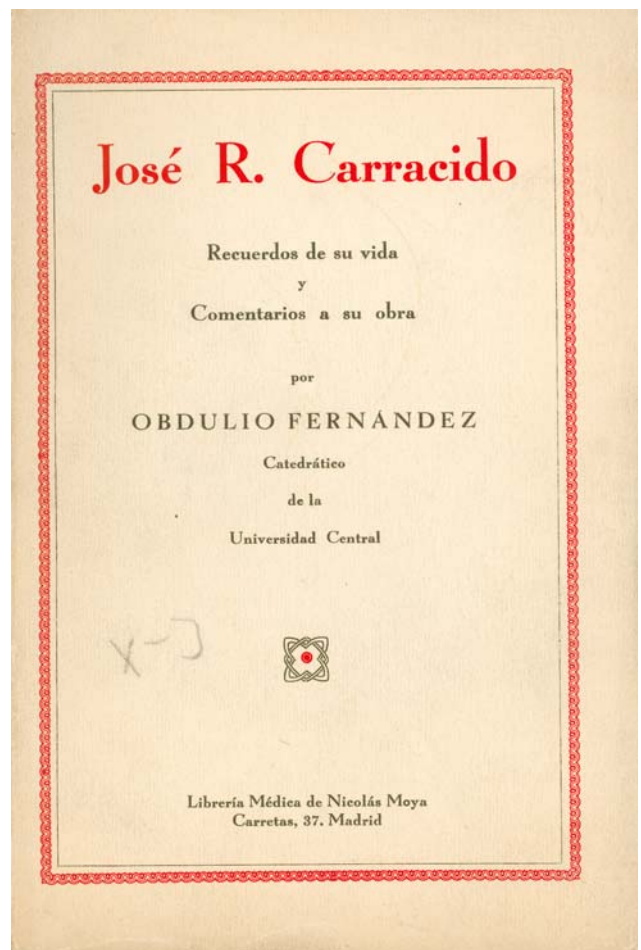 José R. Carracido
Recuerdos de su vida
y
Comentarios a su obra
por
OBDULIO FERNÁNDEZ
Catedrático
de la
Universidad Central
Librería Médica de Nicolás Moya
Carretas, 37. Madrid